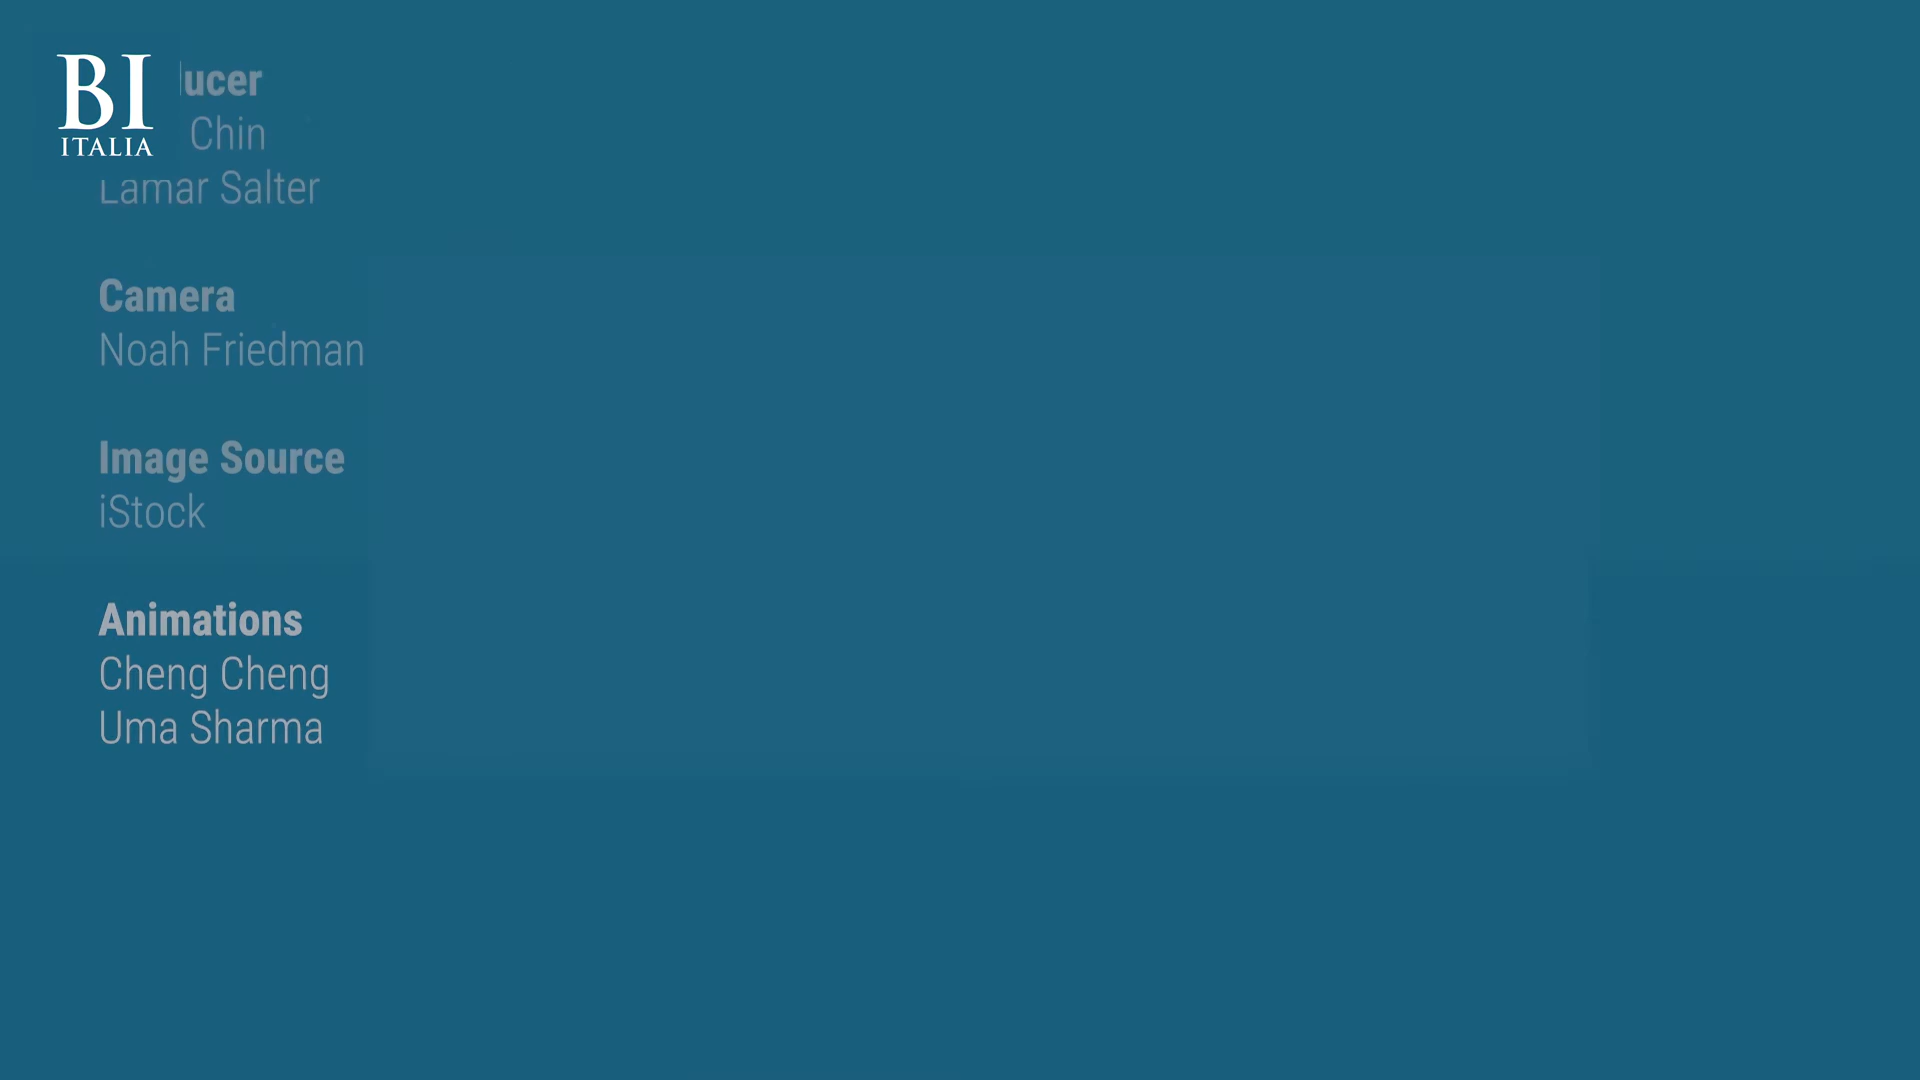 BI
ITALIA
ucer
Chin
Lamar Salter
Camera
Noah Friedman
Image Source
iStock
Animations
Cheng Cheng
Uma Sharma